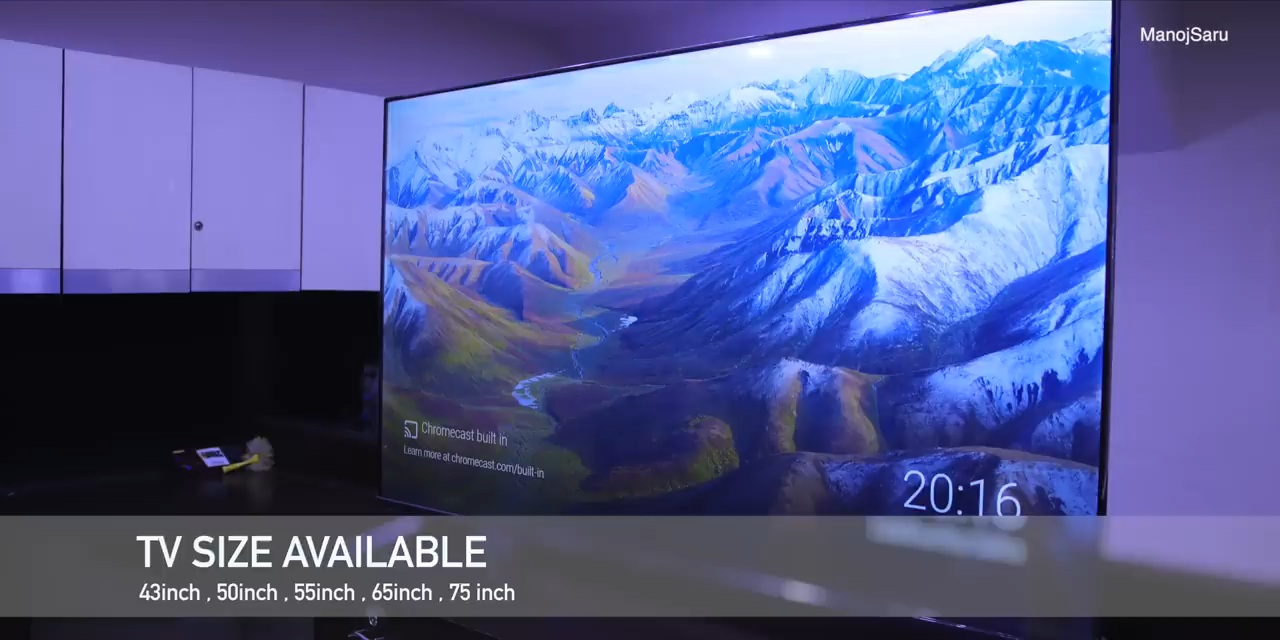 ManojSaru
Chromecast built in
Learn more at chromecast.com/built-in
20:16
TV SIZE AVAILABLE
43inch , 50inch , 55inch , 65inch , 75 inch